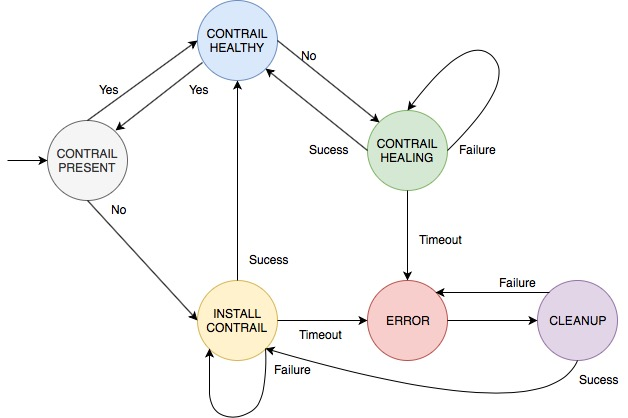 CONTRAIL
HEALTHY
No
Yes
Yes
CONTRAIL
PRESENT
CONTRAIL
HEALING
Sucess
Failure
No
Timeout
Sucess
Failure
INSTALL
CONTRAIL
ERROR
CLEANUP
Timeout
Failure
Sucess